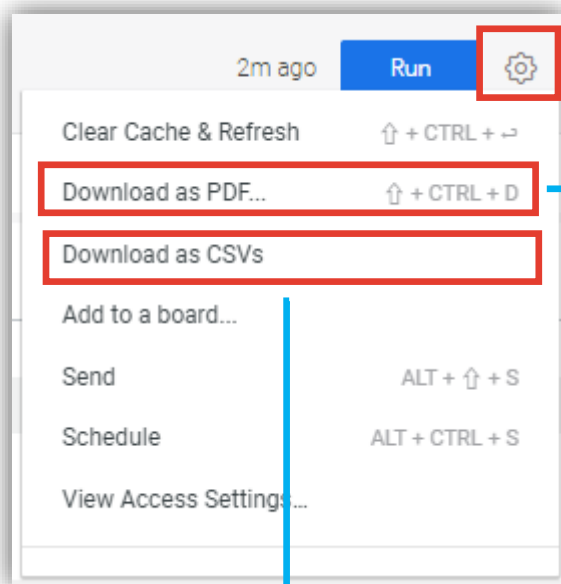 2m ago Run
Clear Cache & Refresh ⇧ + CTRL + ↵
Download as PDF... ⇧ + CTRL + D
Download as CSVs
Add to a board...
Send ALT + ⇧ + S
Schedule ALT + CTRL + S
View Access Settings...